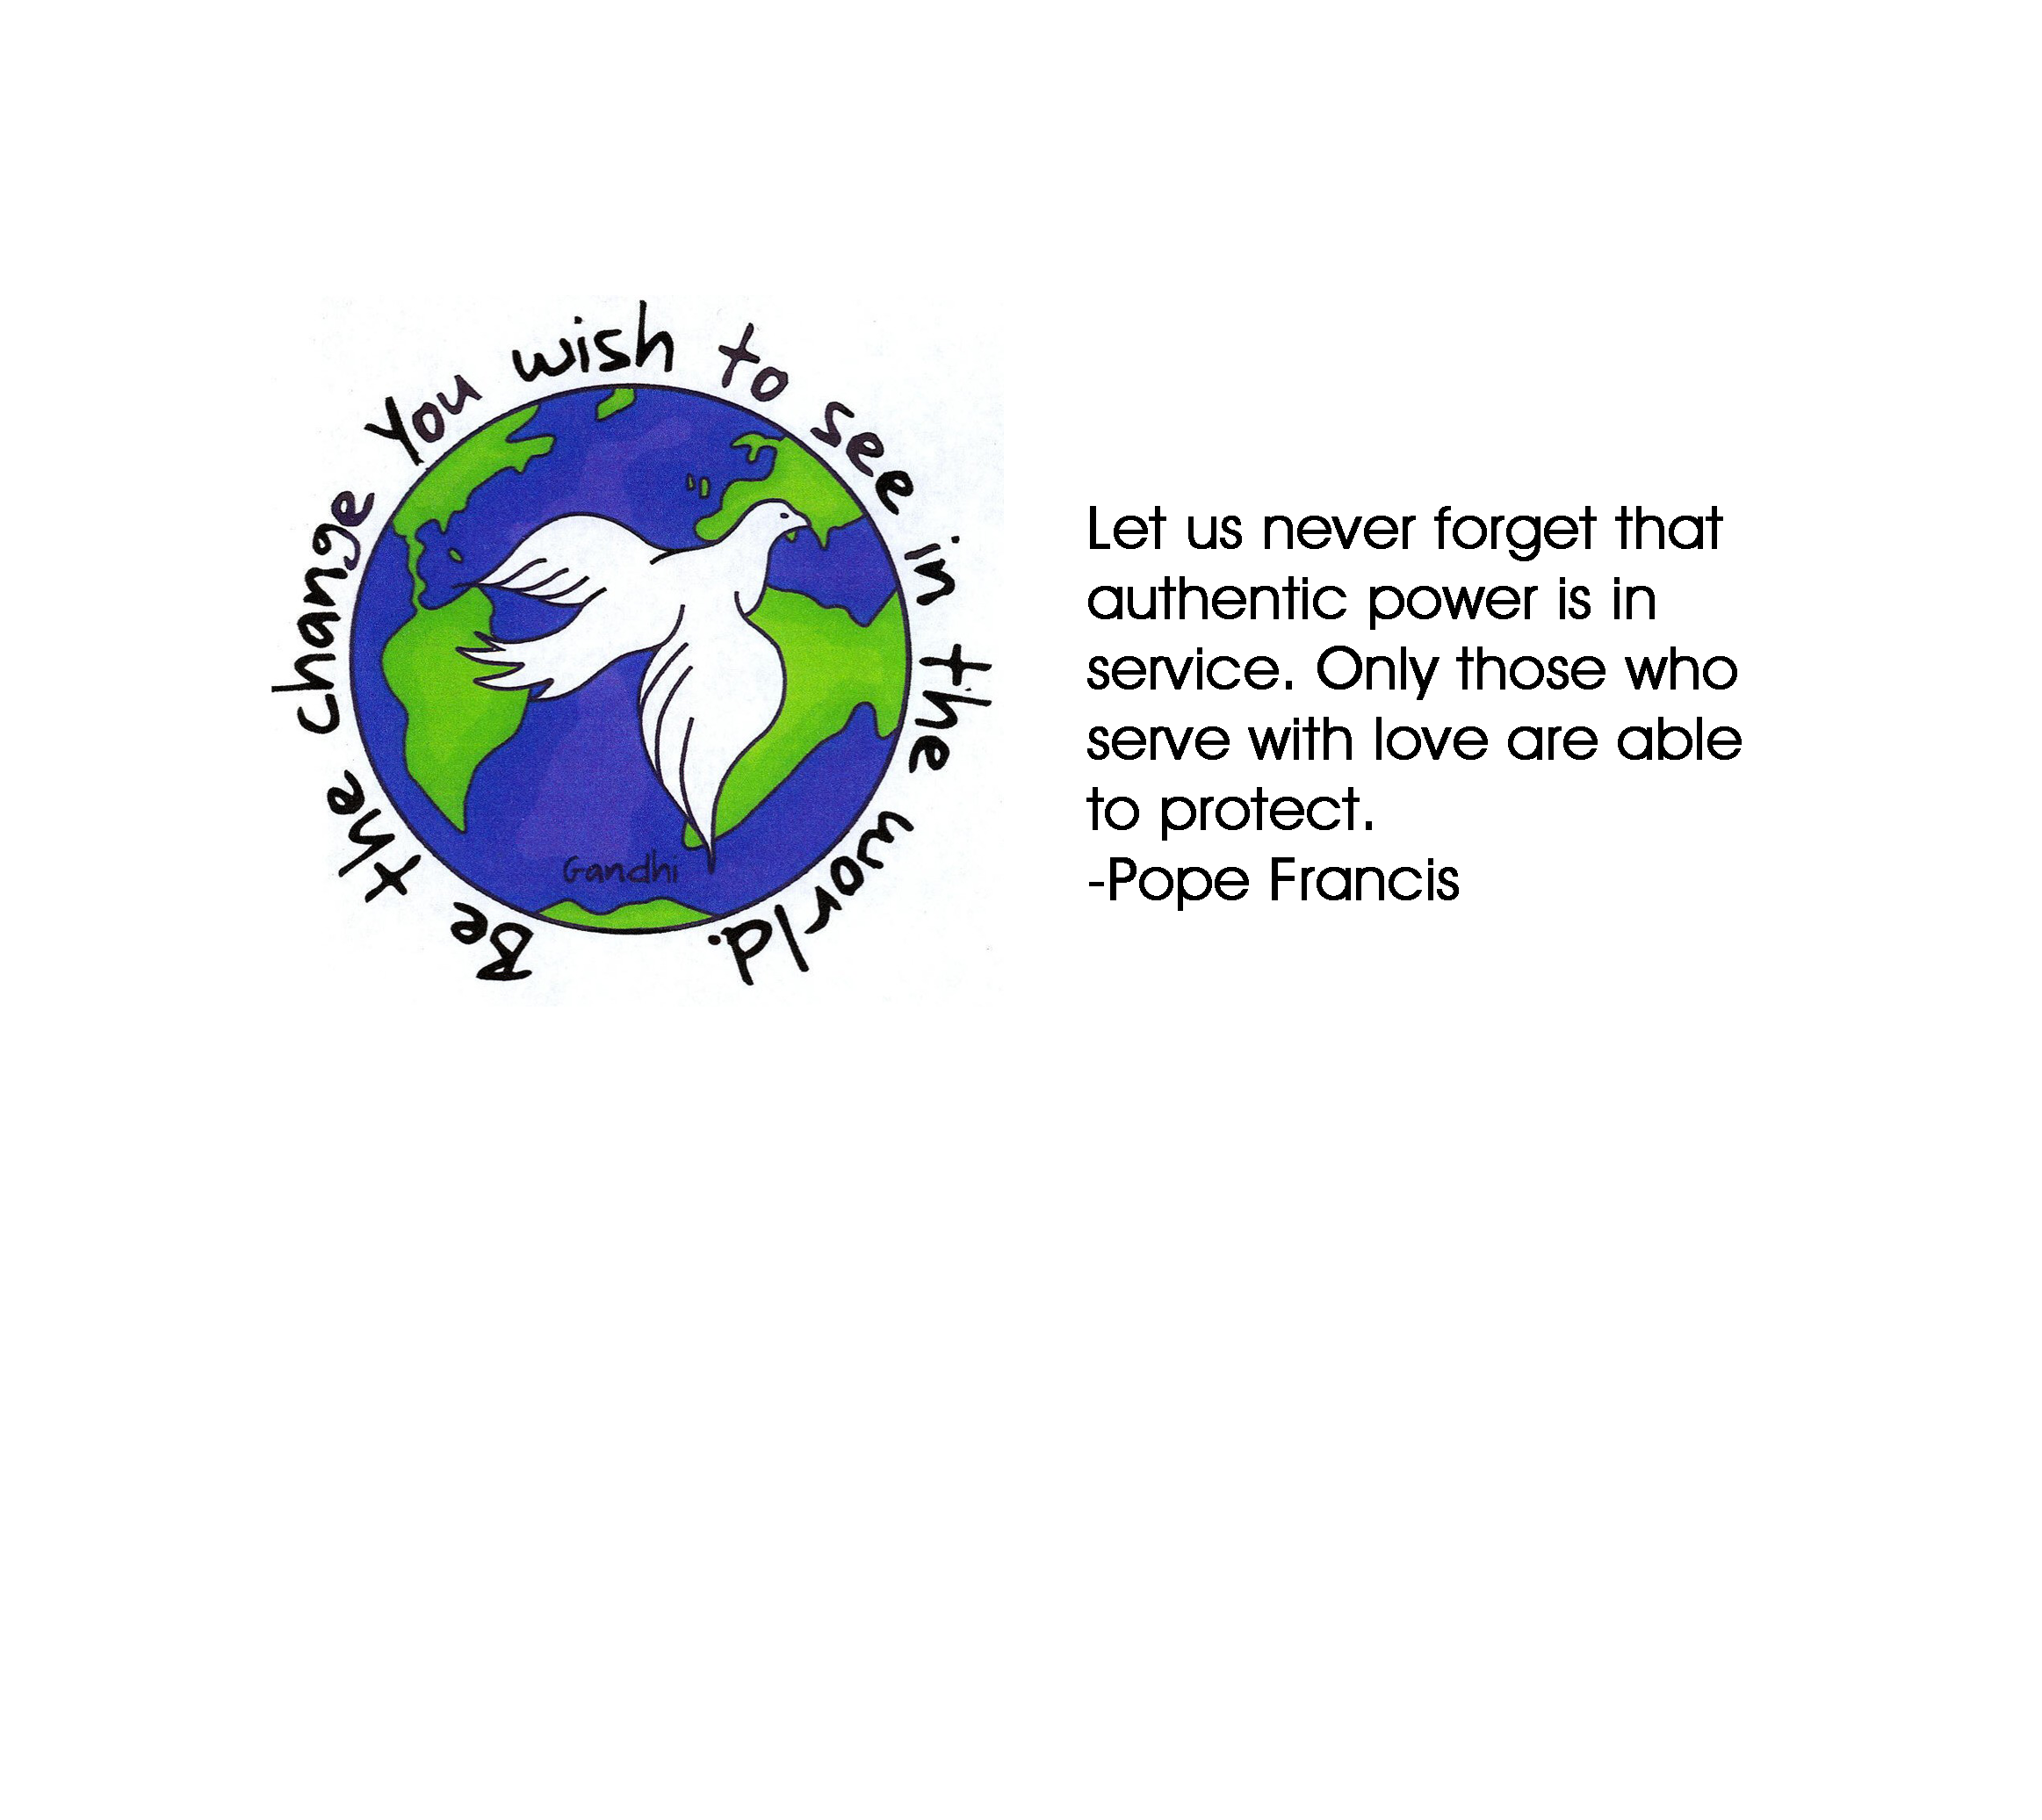 Be the change You wish to see in the world.
Gandhi
Let us never forget that
authentic power is in
service. Only those who
serve with love are able
to protect.
-Pope Francis